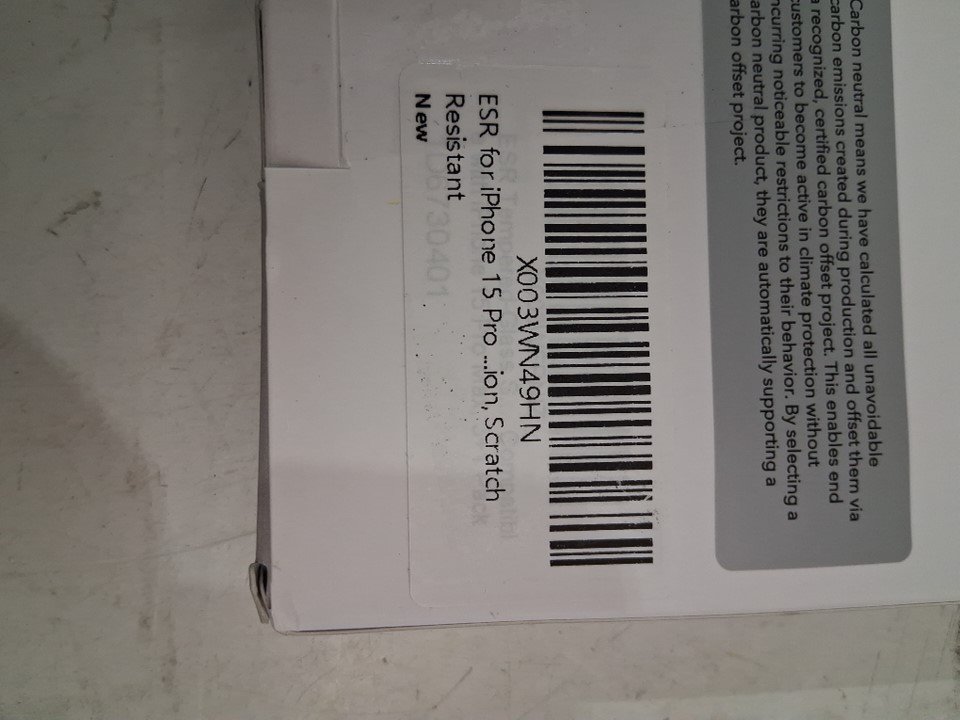 Carbon neutral means we have calculated all unavoidable
carbon emissions created during production and offset them via
a recognized, certified carbon offset project. This enables end
customers to become active in climate protection without
incurring noticeable restrictions to their behavior. By selecting a
carbon neutral product, they are automatically supporting a
carbon offset project.
X003WN49HN
ESR for iPhone 15 Pro ...ion, Scratch
Resistant
New